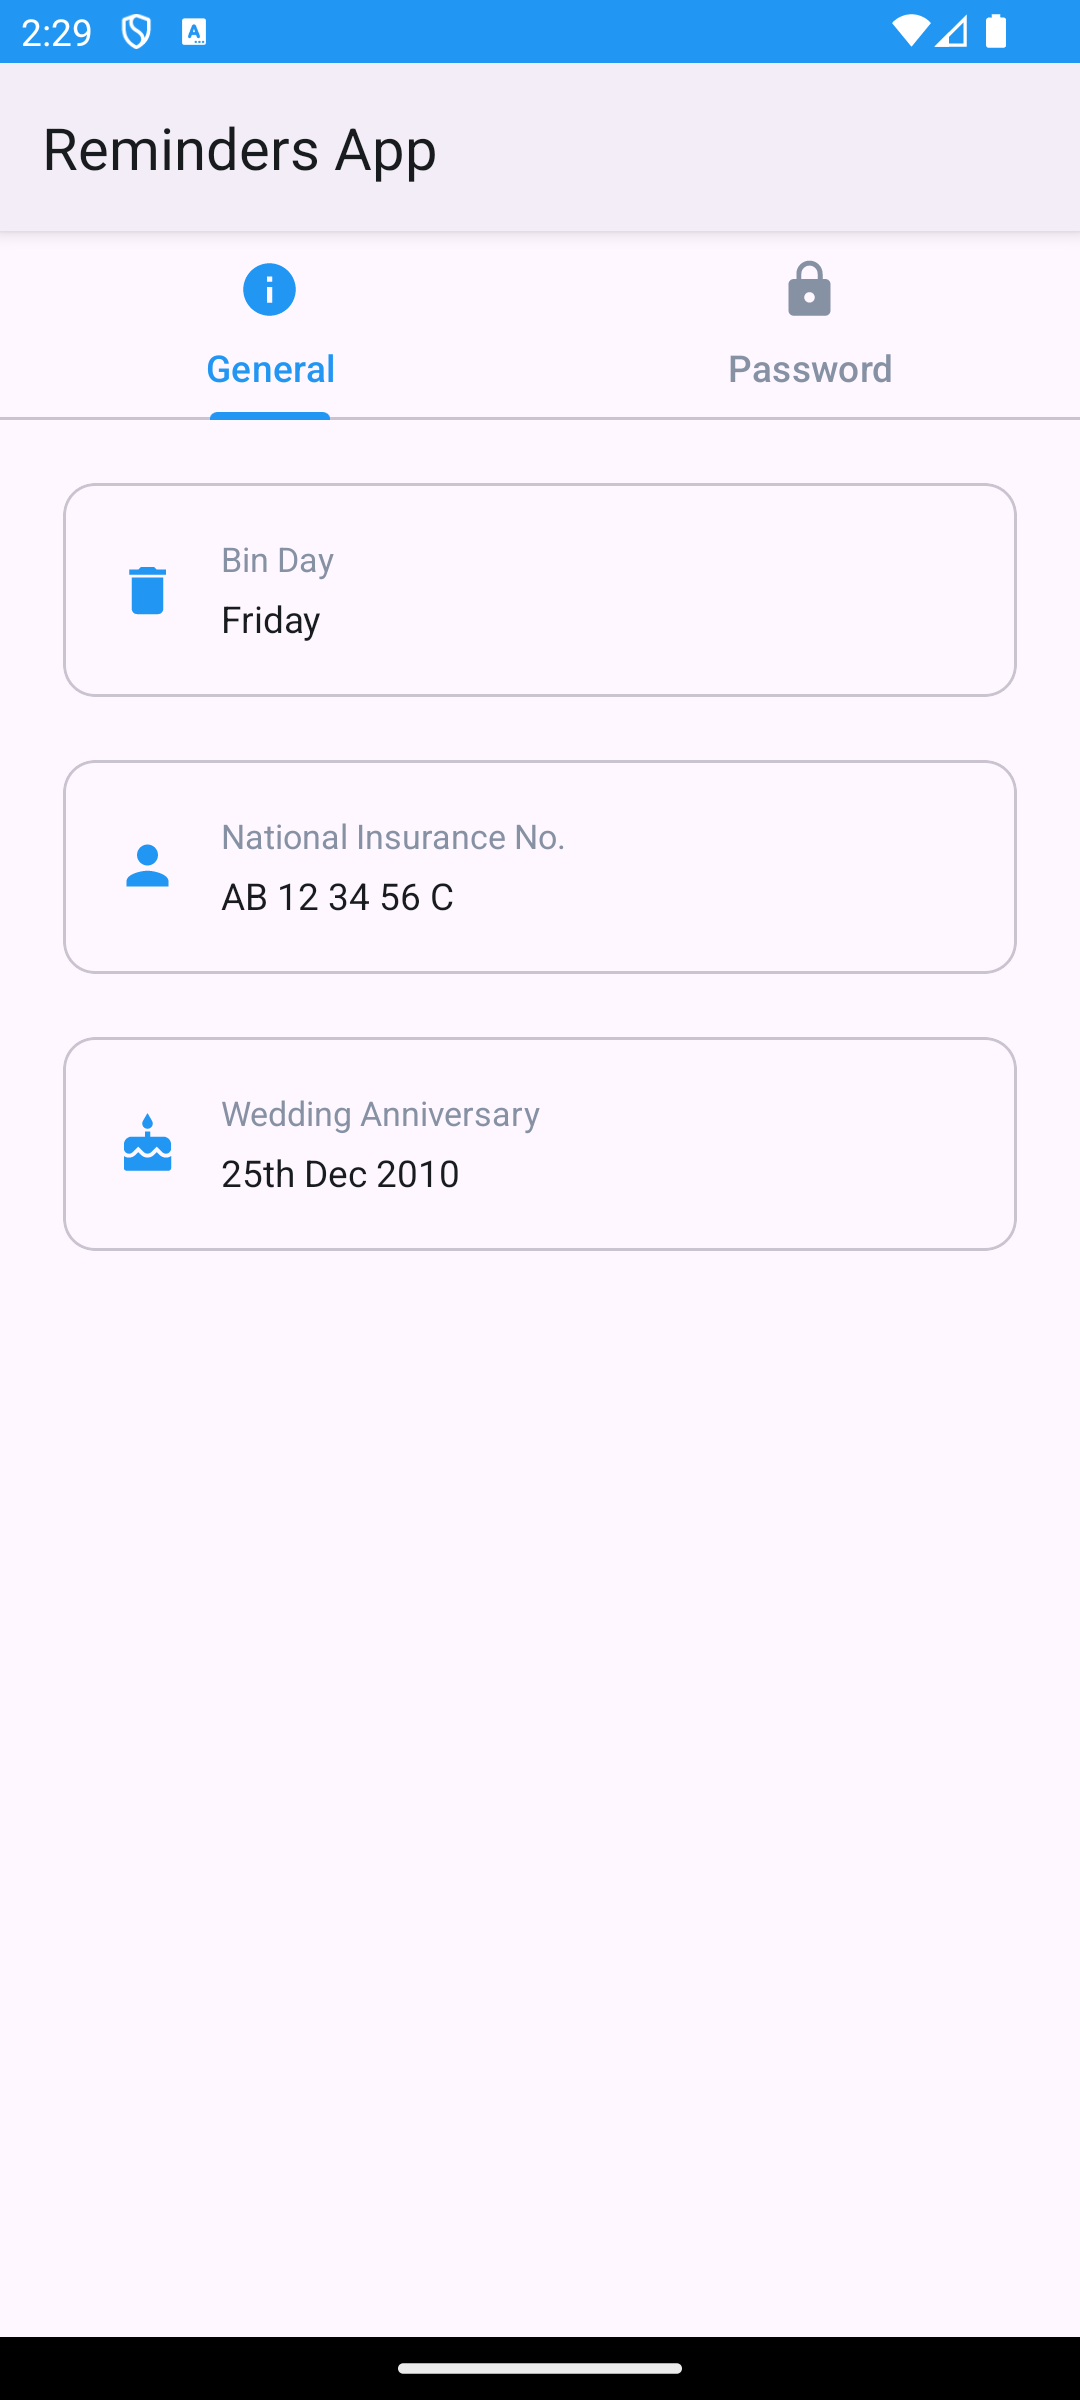 2:29
Reminders App
General
Password
Bin Day
Friday
National Insurance No.
AB 12 34 56 C
Wedding Anniversary
25th Dec 2010